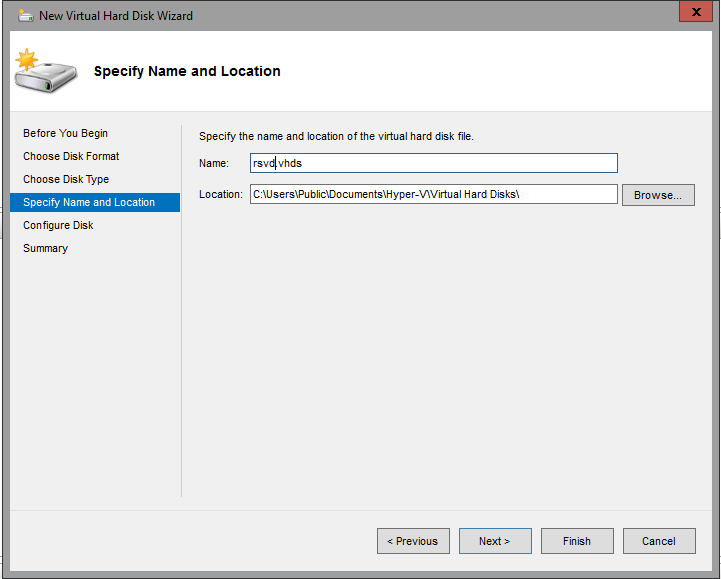 New Virtual Hard Disk Wizard
x
Specify Name and Location
Before You Begin
Choose Disk Format
Choose Disk Type
Specify Name and Location
Configure Disk
Summary
Specify the name and location of the virtual hard disk file.
Name: rsvd.vhds
Location: C:\Users\Public\Documents\Hyper-V\Virtual Hard Disks\ Browse...
< Previous Next > Finish Cancel